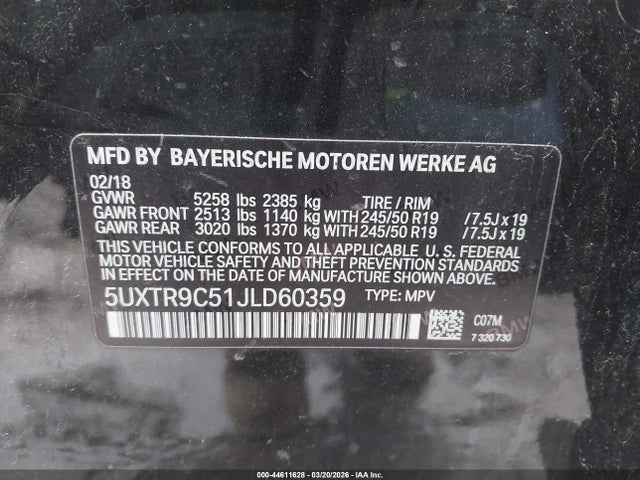 MFD BY BAYERISCHE MOTOREN WERKE AG
02/18
GVWR 5258 lbs 2385 kg TIRE / RIM
GAWR FRONT 2513 lbs 1140 kg WITH 245/50 R19 / 7.5J x 19
GAWR REAR 3020 lbs 1370 kg WITH 245/50 R19 / 7.5J x 19
THIS VEHICLE CONFORMS TO ALL APPLICABLE U. S. FEDERAL
MOTOR VEHICLE SAFETY AND THEFT PREVENTION STANDARDS
IN EFFECT ON THE DATE OF MANUFACTURE SHOWN ABOVE.
5UXTR9C51JLD60359 TYPE: MPV
C07M
7 320 730
000-44611628 | 03/20/2026 - IAA Inc.